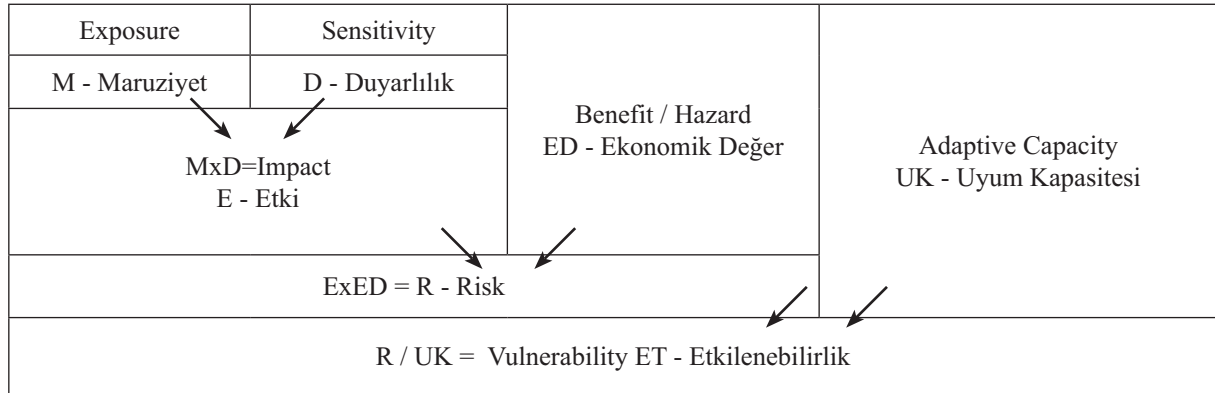 Exposure
Sensitivity
M - Maruziyet
D - Duyarlılık
MxD=Impact
E - Etki
Benefit / Hazard
ED - Ekonomik Değer
Adaptive Capacity
UK - Uyum Kapasitesi
ExED = R - Risk
R / UK = Vulnerability ET - Etkilenebilirlik